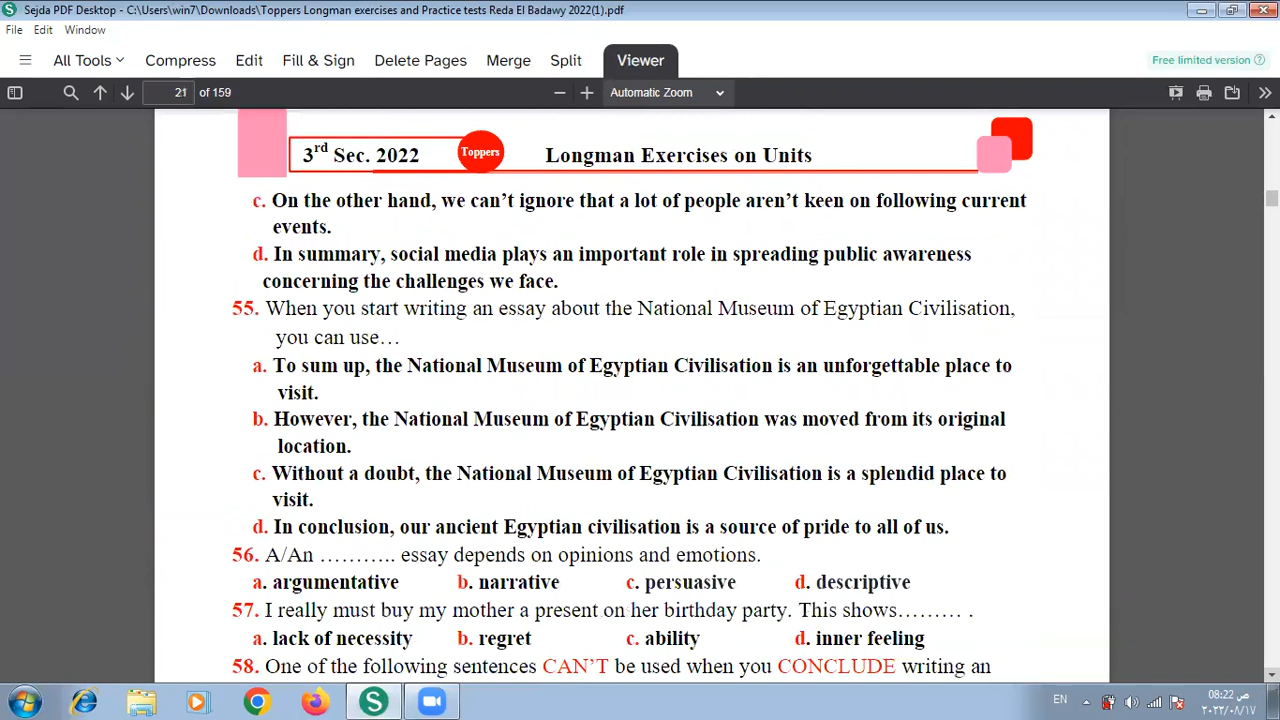 Sejda PDF Desktop - C:\Users\win7\Downloads\Toppers Longman exercises and Practice tests Reda El Badawy 2022(1).pdf
File Edit Window
All Tools Compress Edit Fill & Sign Delete Pages Merge Split Viewer Free limited version
21 of 159 Automatic Zoom
3rd Sec. 2022 Toppers Longman Exercises on Units
c. On the other hand, we can’t ignore that a lot of people aren’t keen on following current
events.
d. In summary, social media plays an important role in spreading public awareness
concerning the challenges we face.
55. When you start writing an essay about the National Museum of Egyptian Civilisation,
you can use…
a. To sum up, the National Museum of Egyptian Civilisation is an unforgettable place to
visit.
b. However, the National Museum of Egyptian Civilisation was moved from its original
location.
c. Without a doubt, the National Museum of Egyptian Civilisation is a splendid place to
visit.
d. In conclusion, our ancient Egyptian civilisation is a source of pride to all of us.
56. A/An ……….. essay depends on opinions and emotions.
a. argumentative b. narrative c. persuasive d. descriptive
57. I really must buy my mother a present on her birthday party. This shows……… .
a. lack of necessity b. regret c. ability d. inner feeling
58. One of the following sentences CAN’T be used when you CONCLUDE writing an
EN 08:22 ص
٢٠٢٢/٠٨/١٧